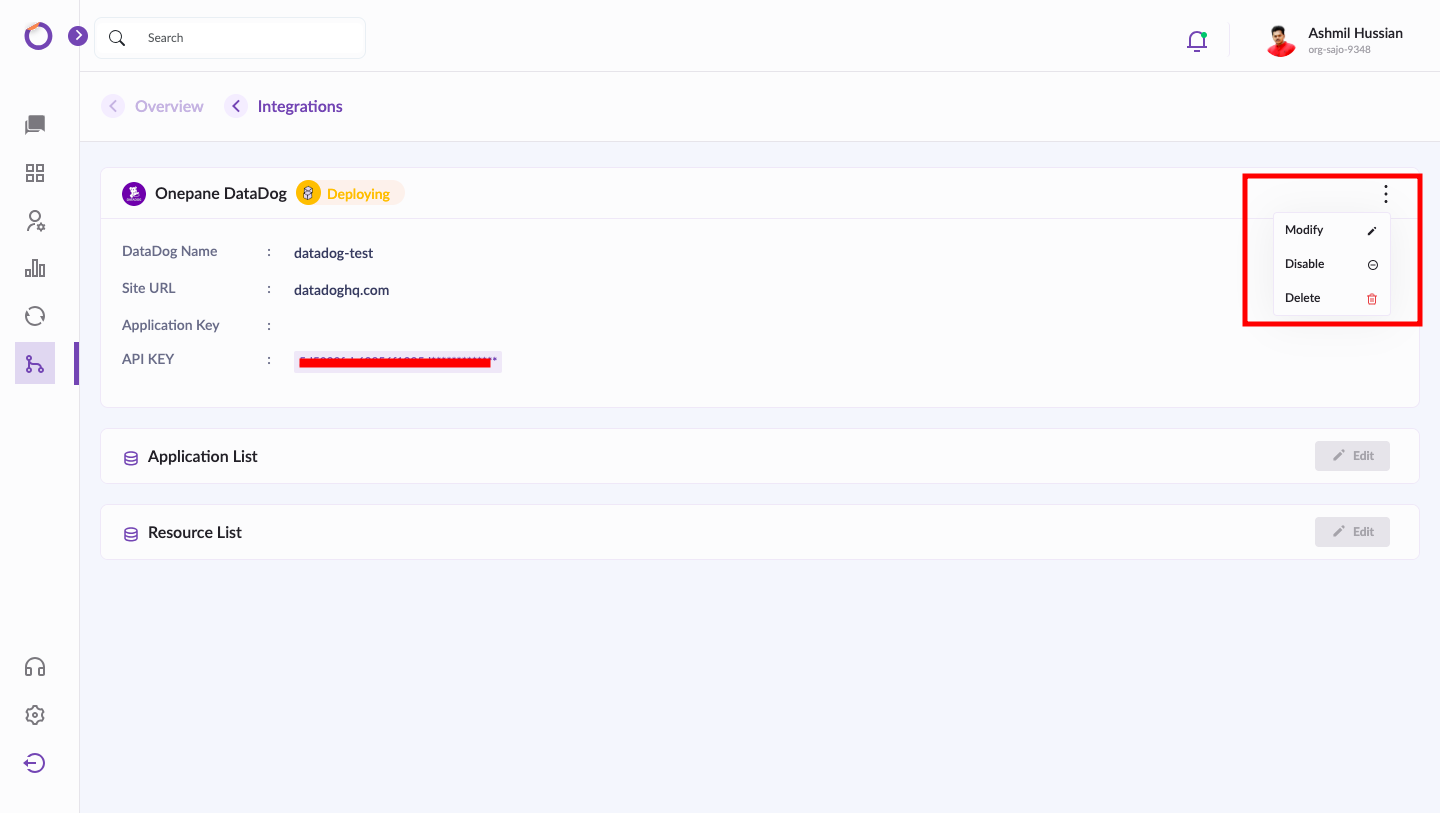 Search
Ashmil Hussian
org-sajo-9348
Overview
Integrations
Onepane DataDog
Deploying
Modify
Disable
Delete
DataDog Name : datadog-test
Site URL : datadoghq.com
Application Key :
API KEY :
Application List
Edit
Resource List
Edit